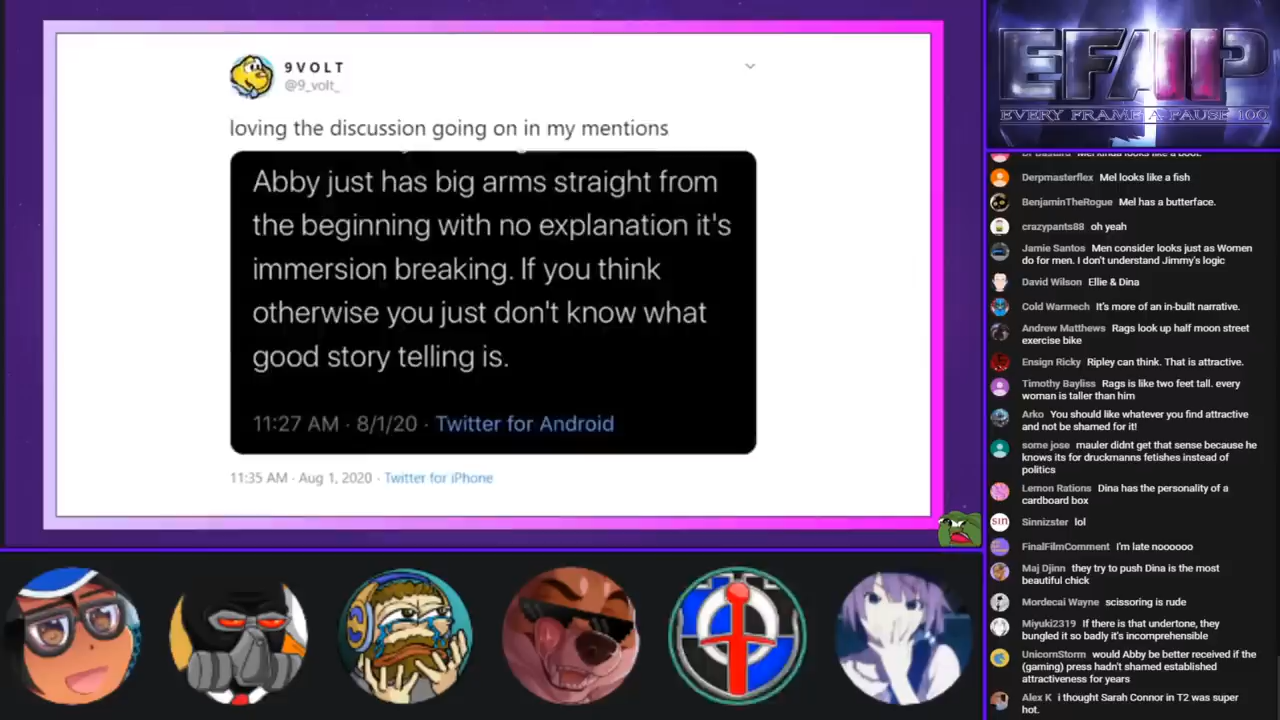 9VOLT
@9_volt_
loving the discussion going on in my mentions
Abby just has big arms straight from
the beginning with no explanation it's
immersion breaking. If you think
otherwise you just don't know what
good story telling is.
11:27 AM · 8/1/20 · Twitter for Android
11:35 AM · Aug 1, 2020 · Twitter for iPhone
EFAP
EVERY FRAME A PAUSE 100
Derpmasterflex Mel looks like a fish
BenjaminTheRogue Mel has a butterface.
crazypants88 oh yeah
Jamie Santos Men consider looks just as Women
do for men. I don't understand Jimmy's logic
David Wilson Ellie & Dina
Cold Warmech It's more of an in-built narrative.
Andrew Matthews Rags look up half moon street
exercise bike
Ensign Ricky Ripley can think. That is attractive.
Timothy Bayliss Rags is like two feet tall. every
woman is taller than him
Arko You should like whatever you find attractive
and not be shamed for it!
some jose mauler didnt get that sense because he
knows its for druckmanns fetishes instead of
politics
Lemon Rations Dina has the personality of a
cardboard box
SIN
Sinnizster lol
FinalFilmComment I'm late noooooo
Maj Djinn they try to push Dina is the most
beautiful chick
Mordecai Wayne scissoring is rude
Miyuki2319 If there is that undertone, they
bungled it so badly it's incomprehensible
UnicornStorm would Abby be better received if the
(gaming) press hadn't shamed established
attractiveness for years
Alex K i thought Sarah Connor in T2 was super
hot.